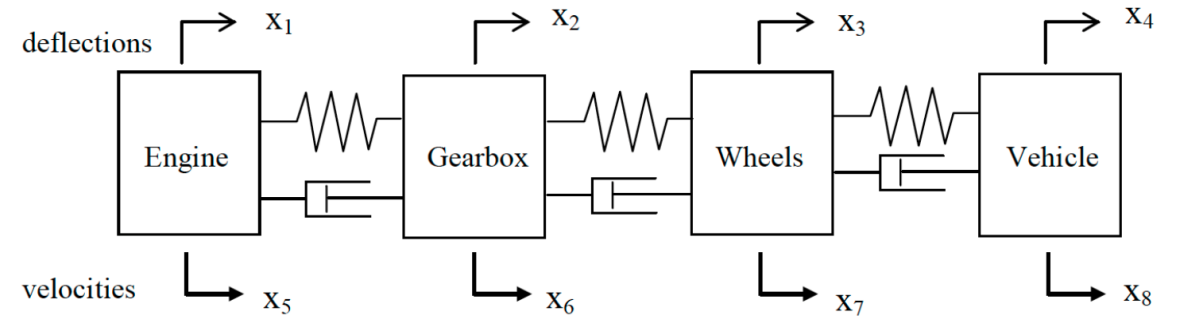 deflections x₁ x₂ x₃ x₄
Engine Gearbox Wheels Vehicle
velocities x₅ x₆ x₇ x₈